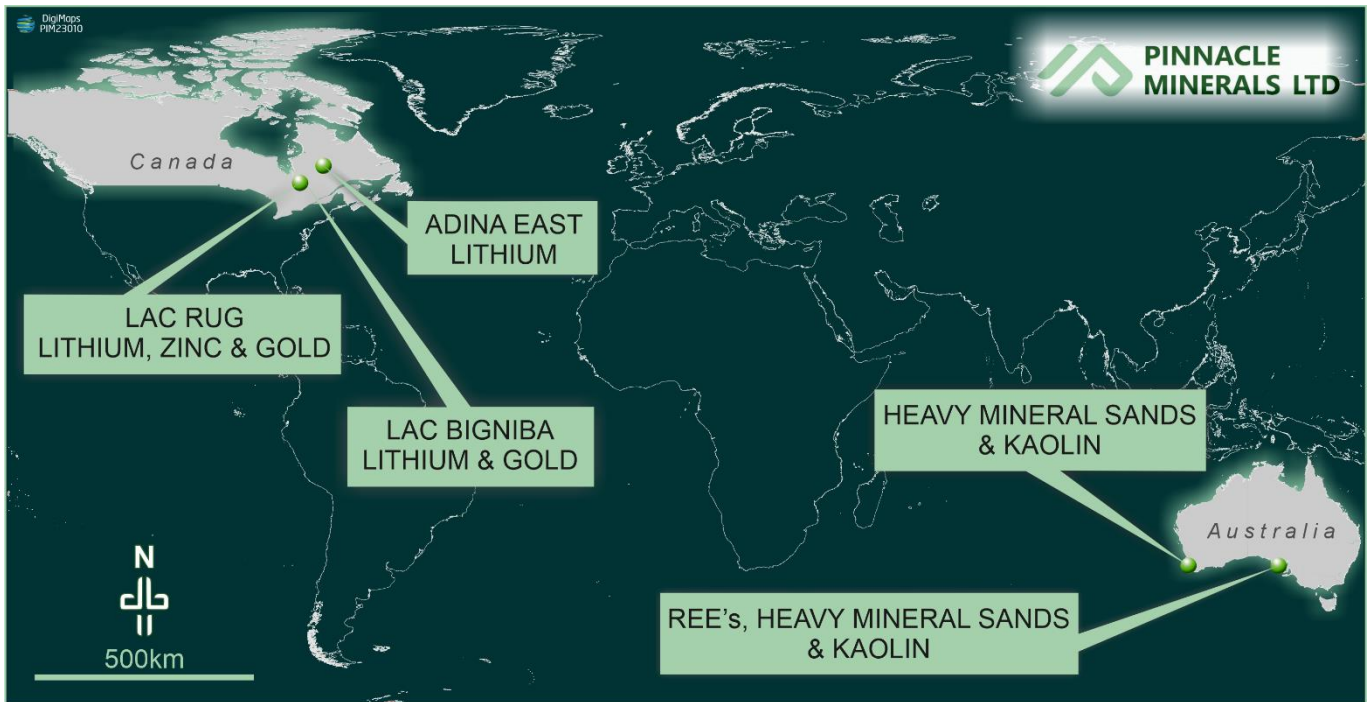 DigiMaps
PIM23010
PINNACLE
MINERALS LTD
Canada
ADINA EAST
LITHIUM
LAC RUG
LITHIUM, ZINC & GOLD
LAC BIGNIBA
LITHIUM & GOLD
HEAVY MINERAL SANDS
& KAOLIN
Australia
REE's, HEAVY MINERAL SANDS
& KAOLIN
N
500km